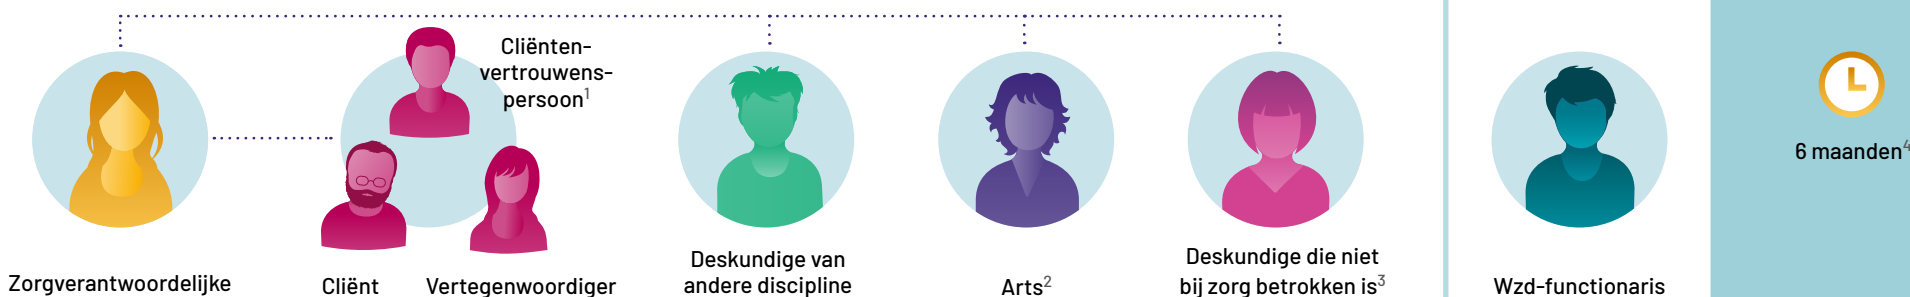 Cliënten-
vertrouwens-
persoon¹
6 maanden⁴
Zorgverantwoordelijke
Cliënt
Vertegenwoordiger
Deskundige van
andere discipline
Arts²
Deskundige die niet
bij zorg betrokken is³
Wzd-functionaris